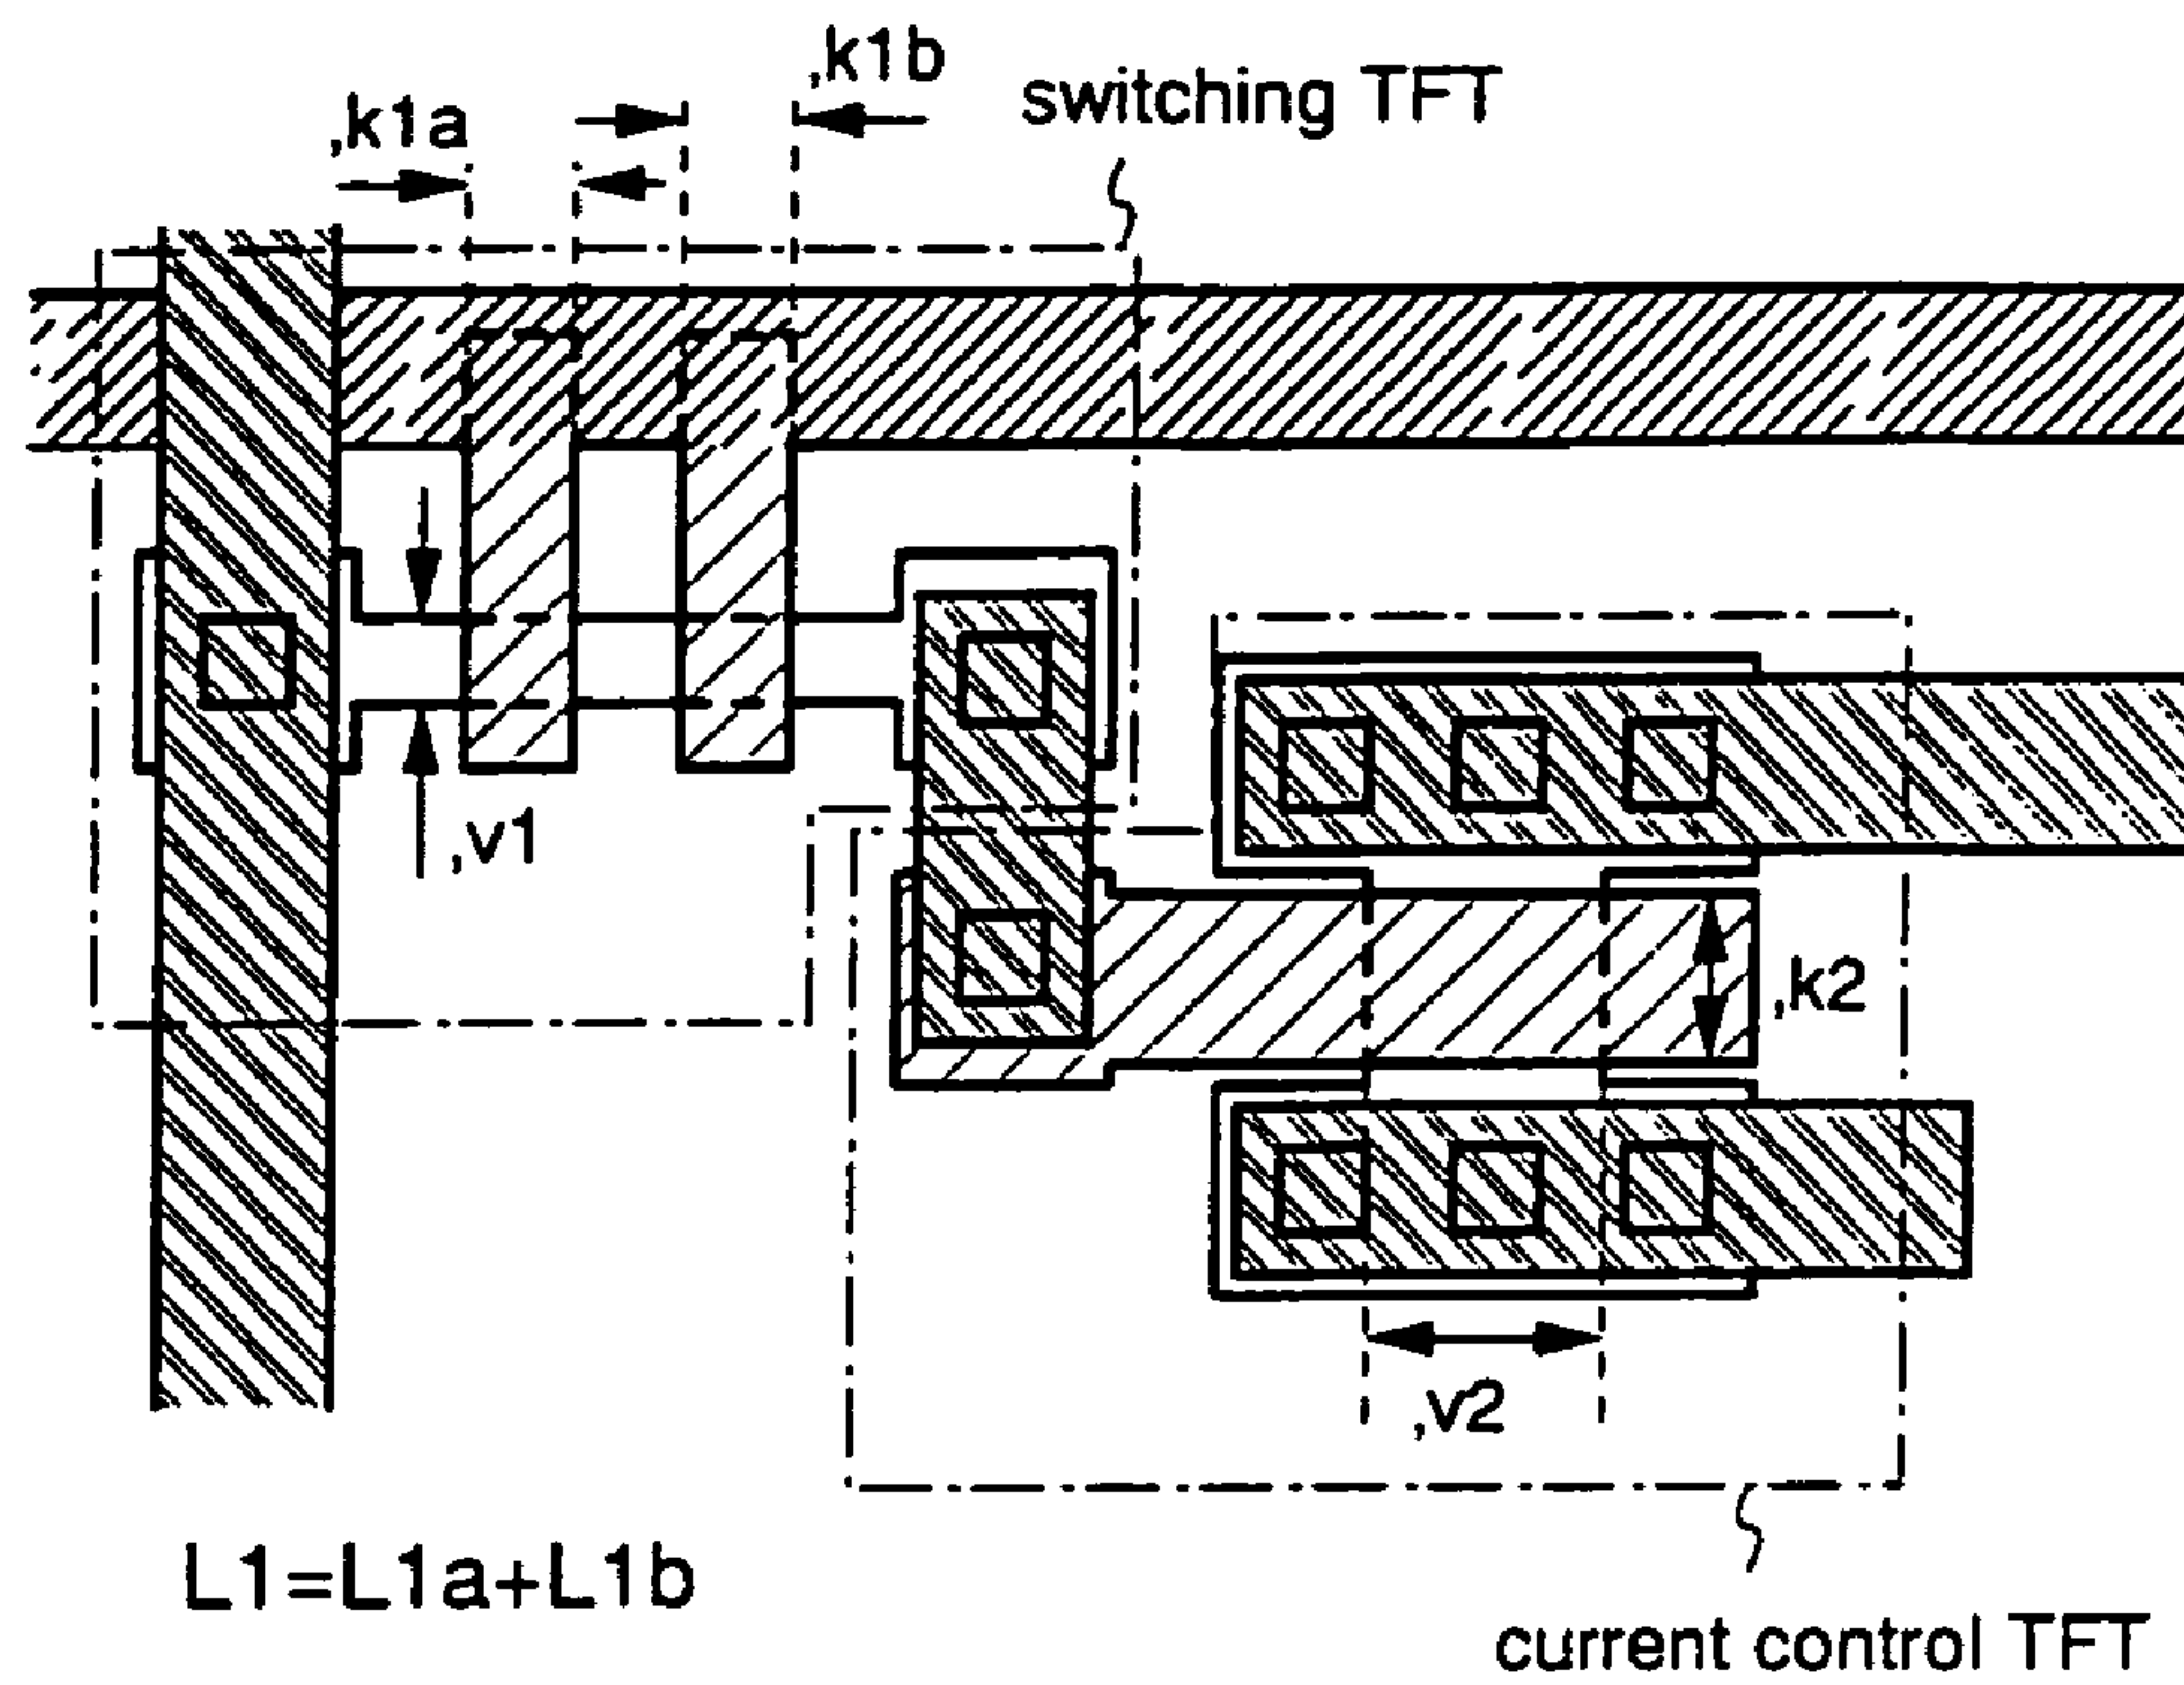 ,k1b
switching TFT
,k1a
,v1
,k2
,v2
L1=L1a+L1b
current control TFT